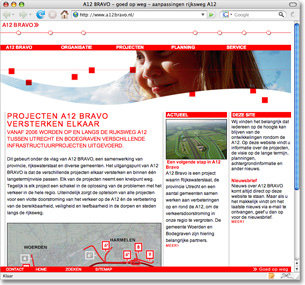 A12 BRAVO – goed op weg – aanpassingen rijksweg A12
http://www.a12bravo.nl/
A12 BRAVO
A12 BRAVO ORGANISATIE PROJECTEN PLANNING SERVICE
PROJECTEN A12 BRAVO
VERSTERKEN ELKAAR
VANAF 2006 WORDEN OP EN LANGS DE RIJKSWEG A12
TUSSEN UTRECHT EN BODEGRAVEN VERSCHILLENDE
INFRASTRUCTUURPROJECTEN UITGEVOERD.
Dit gebeurt onder de vlag van A12 BRAVO, een samenwerking van
provincie, rijksoverheid en diverse gemeenten. Het uitgangspunt van A12
BRAVO is dat de verschillende projecten elkaar versterken en binnen één
langetermijnvisie passen. Elk van de projecten neemt een knelpunt weg.
Tegelijk is elk project een schakel in de oplossing van de problemen met het
verkeer in de hele regio. Uiteindelijk zorgt de optelsom van alle projecten
voor een vlotte doorstroming van het verkeer op de A12 en de verbetering
van de bereikbaarheid, veiligheid en leefbaarheid in de dorpen en steden
langs de rijksweg.
WOERDEN
HARMELEN
ACTUEEL
Een volgende stap in A12
Bravo
A12 Bravo is een project
waarin Rijkswaterstaat, de
provincie Utrecht en een
aantal gemeenten samen
werken aan verbeteringen
op en rond de A12, om de
verkeersdoorstroming in
onze regio te vergroten. De
gemeente Woerden en
Bodegraven zijn hierbij
belangrijke partners.
MEER
DEZE SITE
Wij vinden het belangrijk dat
iedereen op de hoogte kan
blijven van de
ontwikkelingen rondom de
A12. Op deze website vindt u
informatie over de projecten,
de visie op de lange termijn,
planningen,
achtergrondinformatie en
ander nieuws.
Nieuwsbrief
Nieuws over A12 BRAVO
komt altijd direct op deze
website te staan. Maar als u
het makkelijk vindt om het
laatste nieuws via e-mail te
ontvangen, geef u dan op
voor de nieuwsbrief.
MEER
CONTACT HOME ZOEKEN SITEMAP
Goed op weg
Klaar